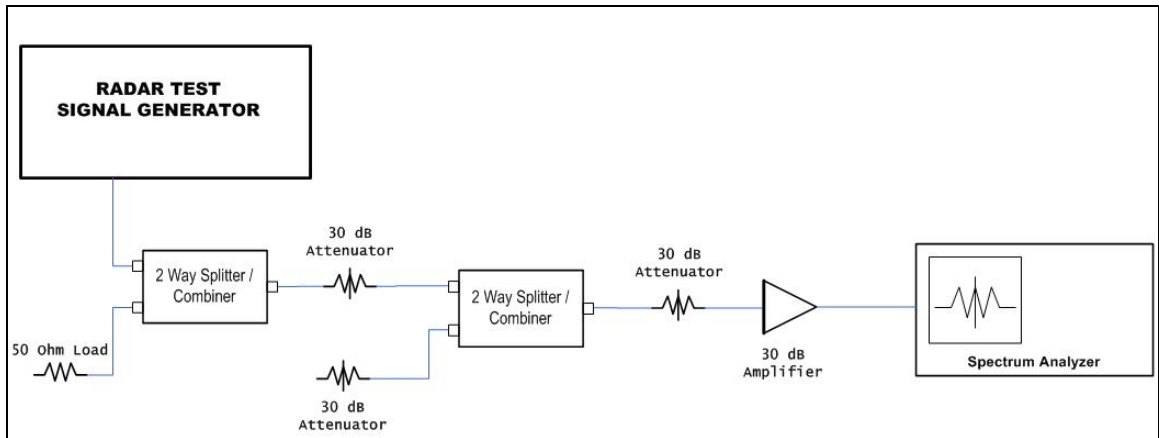 RADAR TEST
SIGNAL GENERATOR
30 dB
Attenuator
2 Way Splitter /
Combiner
30 dB
Attenuator
2 Way Splitter /
Combiner
50 Ohm Load
30 dB
Attenuator
30 dB
Amplifier
Spectrum Analyzer